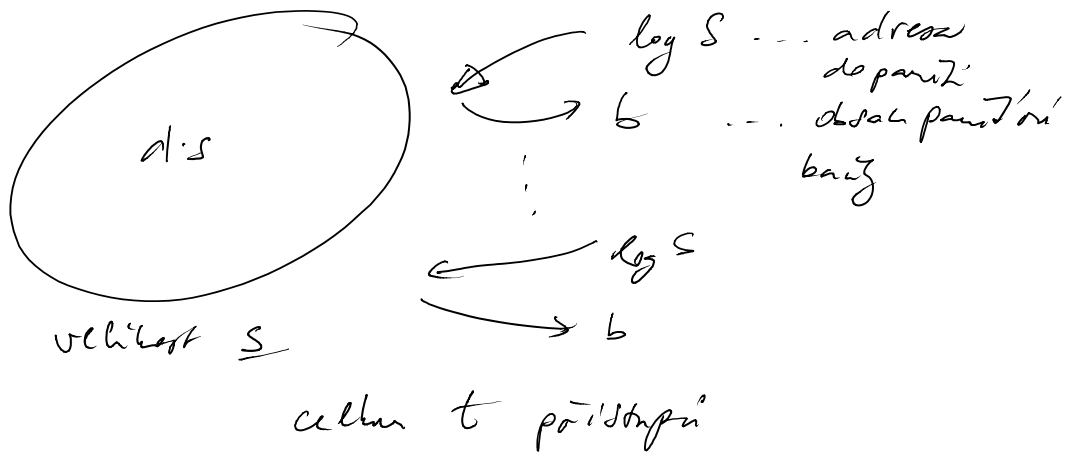 log S ... adresa
do paměti
d.s
b ... obsah paměťové
buňky
log S
b
velikost s
celkem t přístupů